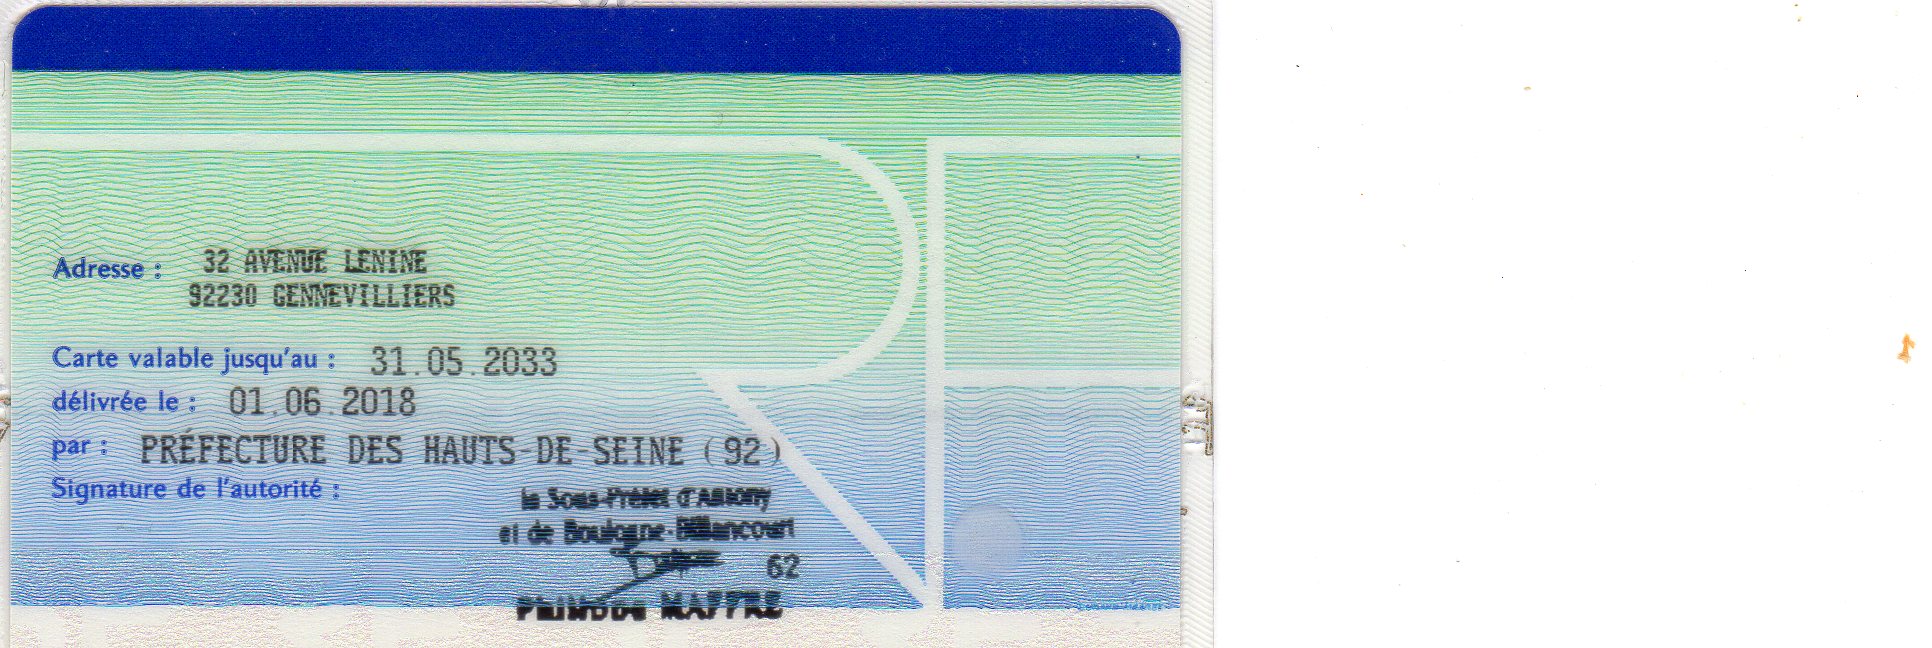 Adresse : 32 AVENUE LENINE
92230 GENNEVILLIERS
Carte valable jusqu'au : 31.05.2033
délivrée le : 01.06.2018
par : PRÉFECTURE DES HAUTS-DE-SEINE (92)
Signature de l'autorité :
le Sous-Préfet d'Antony
et de Boulogne-Billancourt
62
MAFFRE